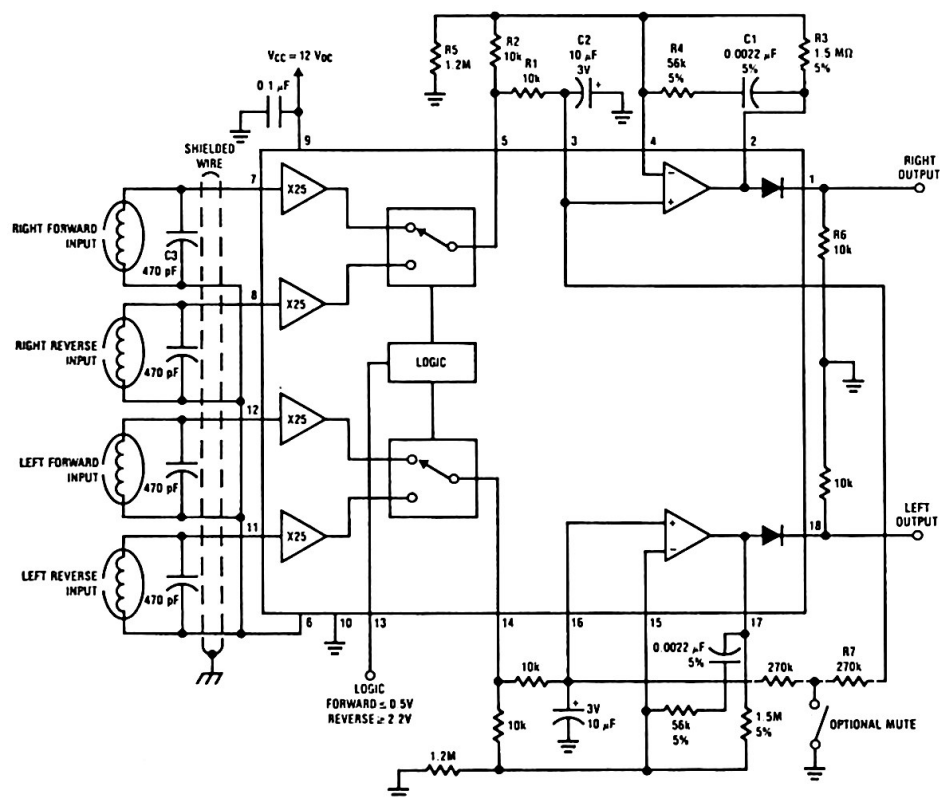 R5
1.2M
R2
10k
R1
10k
C2
10 µF
3V
+
R4
56k
5%
C1
0.0022 µF
5%
R3
1.5 MΩ
5%
VCC = 12 VDC
0.1 µF
9
5
3
4
2
SHIELDED
WIRE
7
X25
RIGHT FORWARD
INPUT
C3
470 pF
8
X25
RIGHT REVERSE
INPUT
470 pF
LOGIC
12
X25
LEFT FORWARD
INPUT
470 pF
11
X25
LEFT REVERSE
INPUT
470 pF
−
+
1
RIGHT
OUTPUT
R6
10k
10k
+
−
18
LEFT
OUTPUT
6
10
13
14
16
15
17
LOGIC
FORWARD ≤ 0 5V
REVERSE ≥ 2 2V
10k
10k
+
3V
10 µF
0.0022 µF
5%
56k
5%
1.5M
5%
270k
R7
270k
OPTIONAL MUTE
1.2M